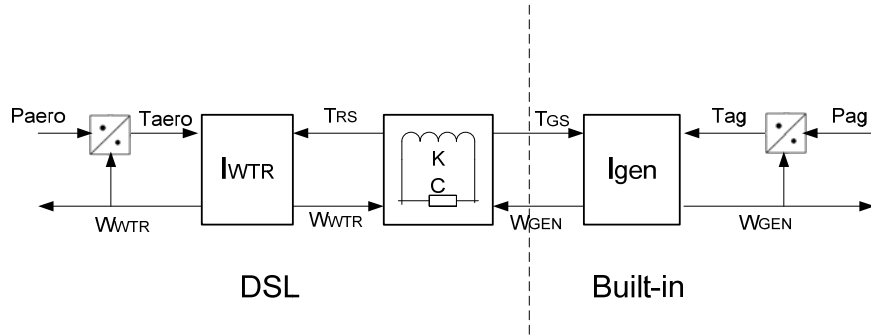 Paero
Taero
IWTR
TRS
K
C
TGS
Igen
Tag
Pag
WWTR
WWTR
WGEN
WGEN
DSL
Built-in